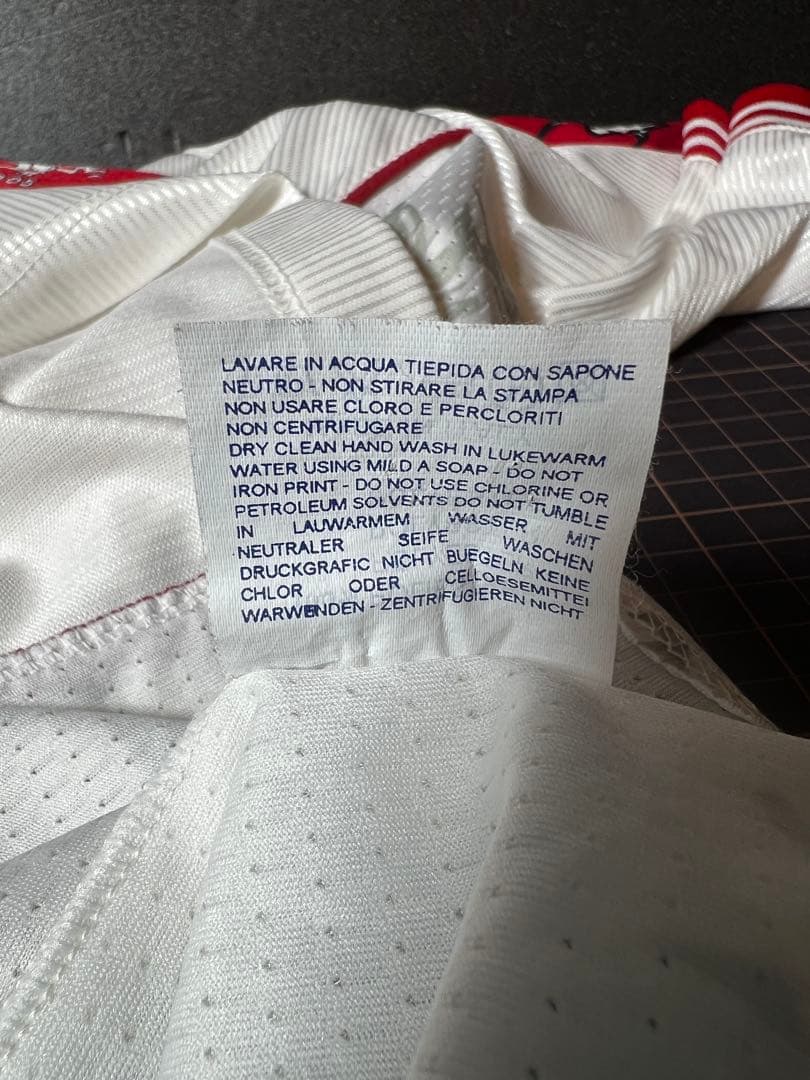 LAVARE IN ACQUA TIEPIDA CON SAPONE
NEUTRO - NON STIRARE LA STAMPA
NON USARE CLORO E PERCLORITI
NON CENTRIFUGARE
DRY CLEAN HAND WASH IN LUKEWARM
WATER USING MILD A SOAP - DO NOT
IRON PRINT - DO NOT USE CHLORINE OR
PETROLEUM SOLVENTS DO NOT TUMBLE
IN LAUWARMEM WASSER MIT
NEUTRALER SEIFE WASCHEN
DRUCKGRAFIC NICHT BUEGELN KEINE
CHLOR ODER CELLOESEMITTEI
WARWENDEN - ZENTRIFUGIEREN NICHT